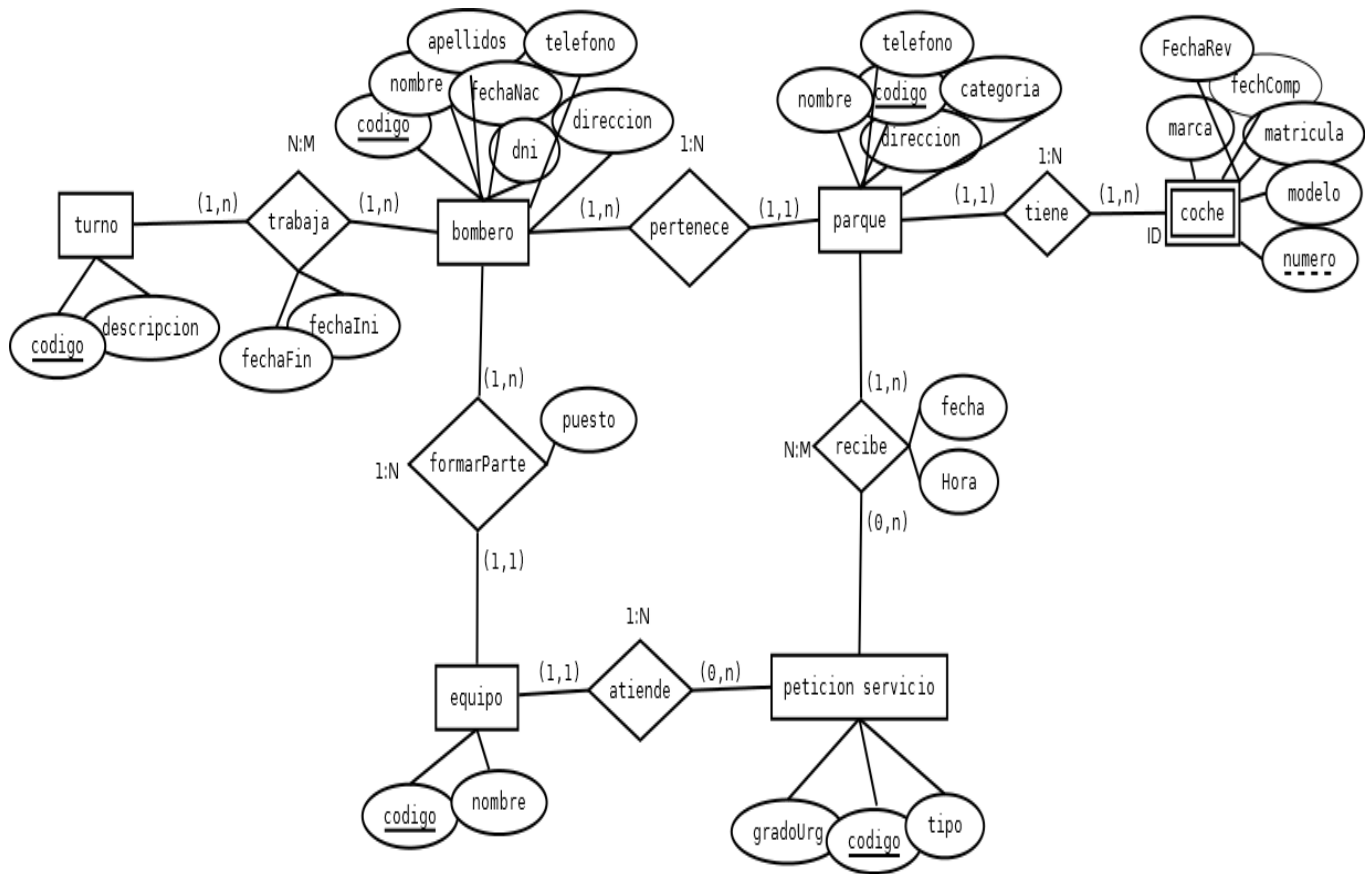 apellidos
telefono
nombre
fechaNac
codigo
dni
direccion
telefono
nombre
codigo
categoria
direccion
FechaRev
fechComp
marca
matricula
modelo
numero
N:M
1:N
1:N
turno
(1,n)
trabaja
(1,n)
bombero
(1,n)
pertenece
(1,1)
parque
(1,1)
tiene
(1,n)
coche
ID
codigo
descripcion
fechaFin
fechaIni
(1,n)
puesto
1:N
formarParte
(1,1)
(1,n)
fecha
N:M
recibe
Hora
(0,n)
1:N
equipo
(1,1)
atiende
(0,n)
peticion servicio
codigo
nombre
gradoUrg
codigo
tipo